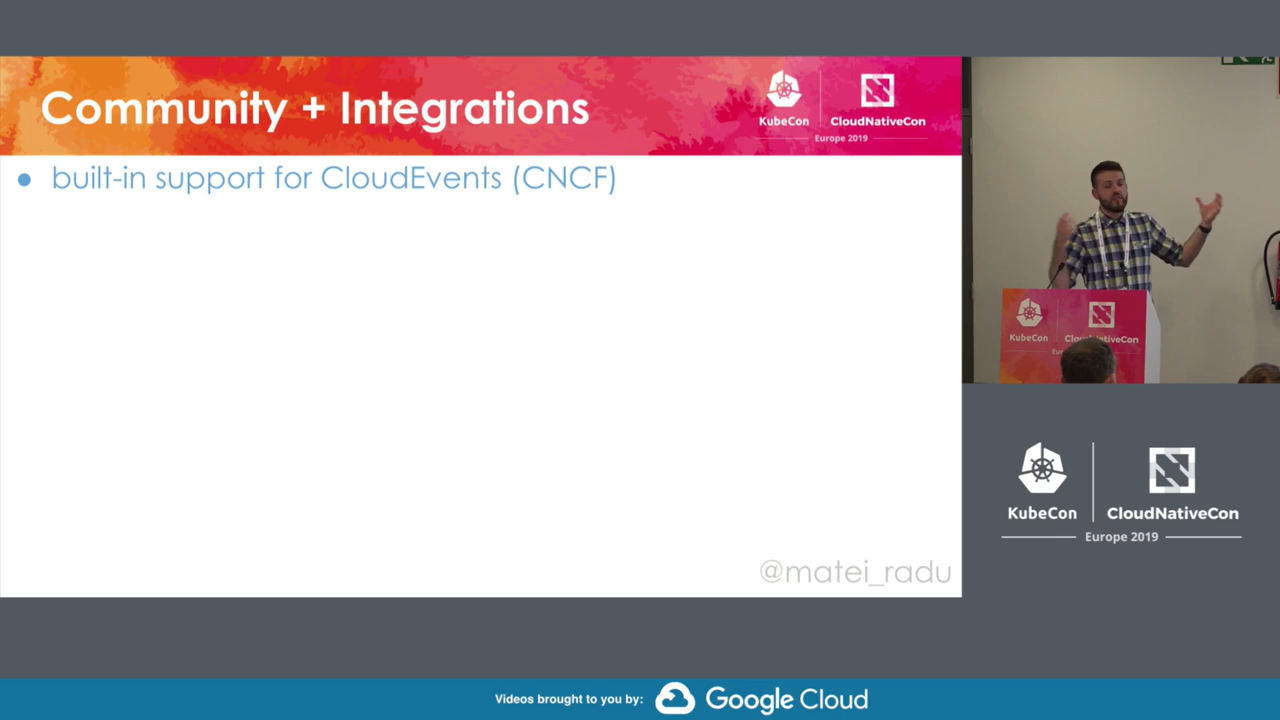 Community + Integrations
KubeCon
CloudNativeCon
Europe 2019
built-in support for CloudEvents (CNCF)
@matei_radu
KubeCon
KubeCon
CloudNativeCon
Europe 2019
Videos brought to you by:
Google Cloud